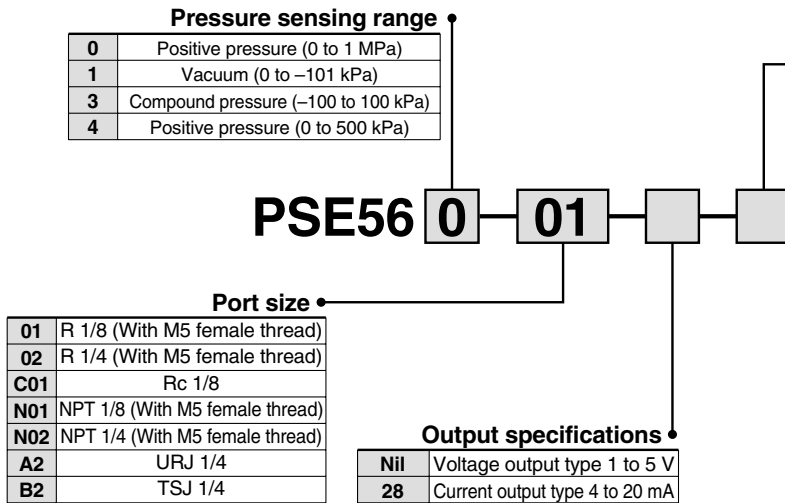 Pressure sensing range
0 Positive pressure (0 to 1 MPa)
1 Vacuum (0 to –101 kPa)
3 Compound pressure (–100 to 100 kPa)
4 Positive pressure (0 to 500 kPa)
PSE56 0 – 01 – –
Port size
01 R 1/8 (With M5 female thread)
02 R 1/4 (With M5 female thread)
C01 Rc 1/8
N01 NPT 1/8 (With M5 female thread)
N02 NPT 1/4 (With M5 female thread)
A2 URJ 1/4
B2 TSJ 1/4
Output specifications
Nil Voltage output type 1 to 5 V
28 Current output type 4 to 20 mA